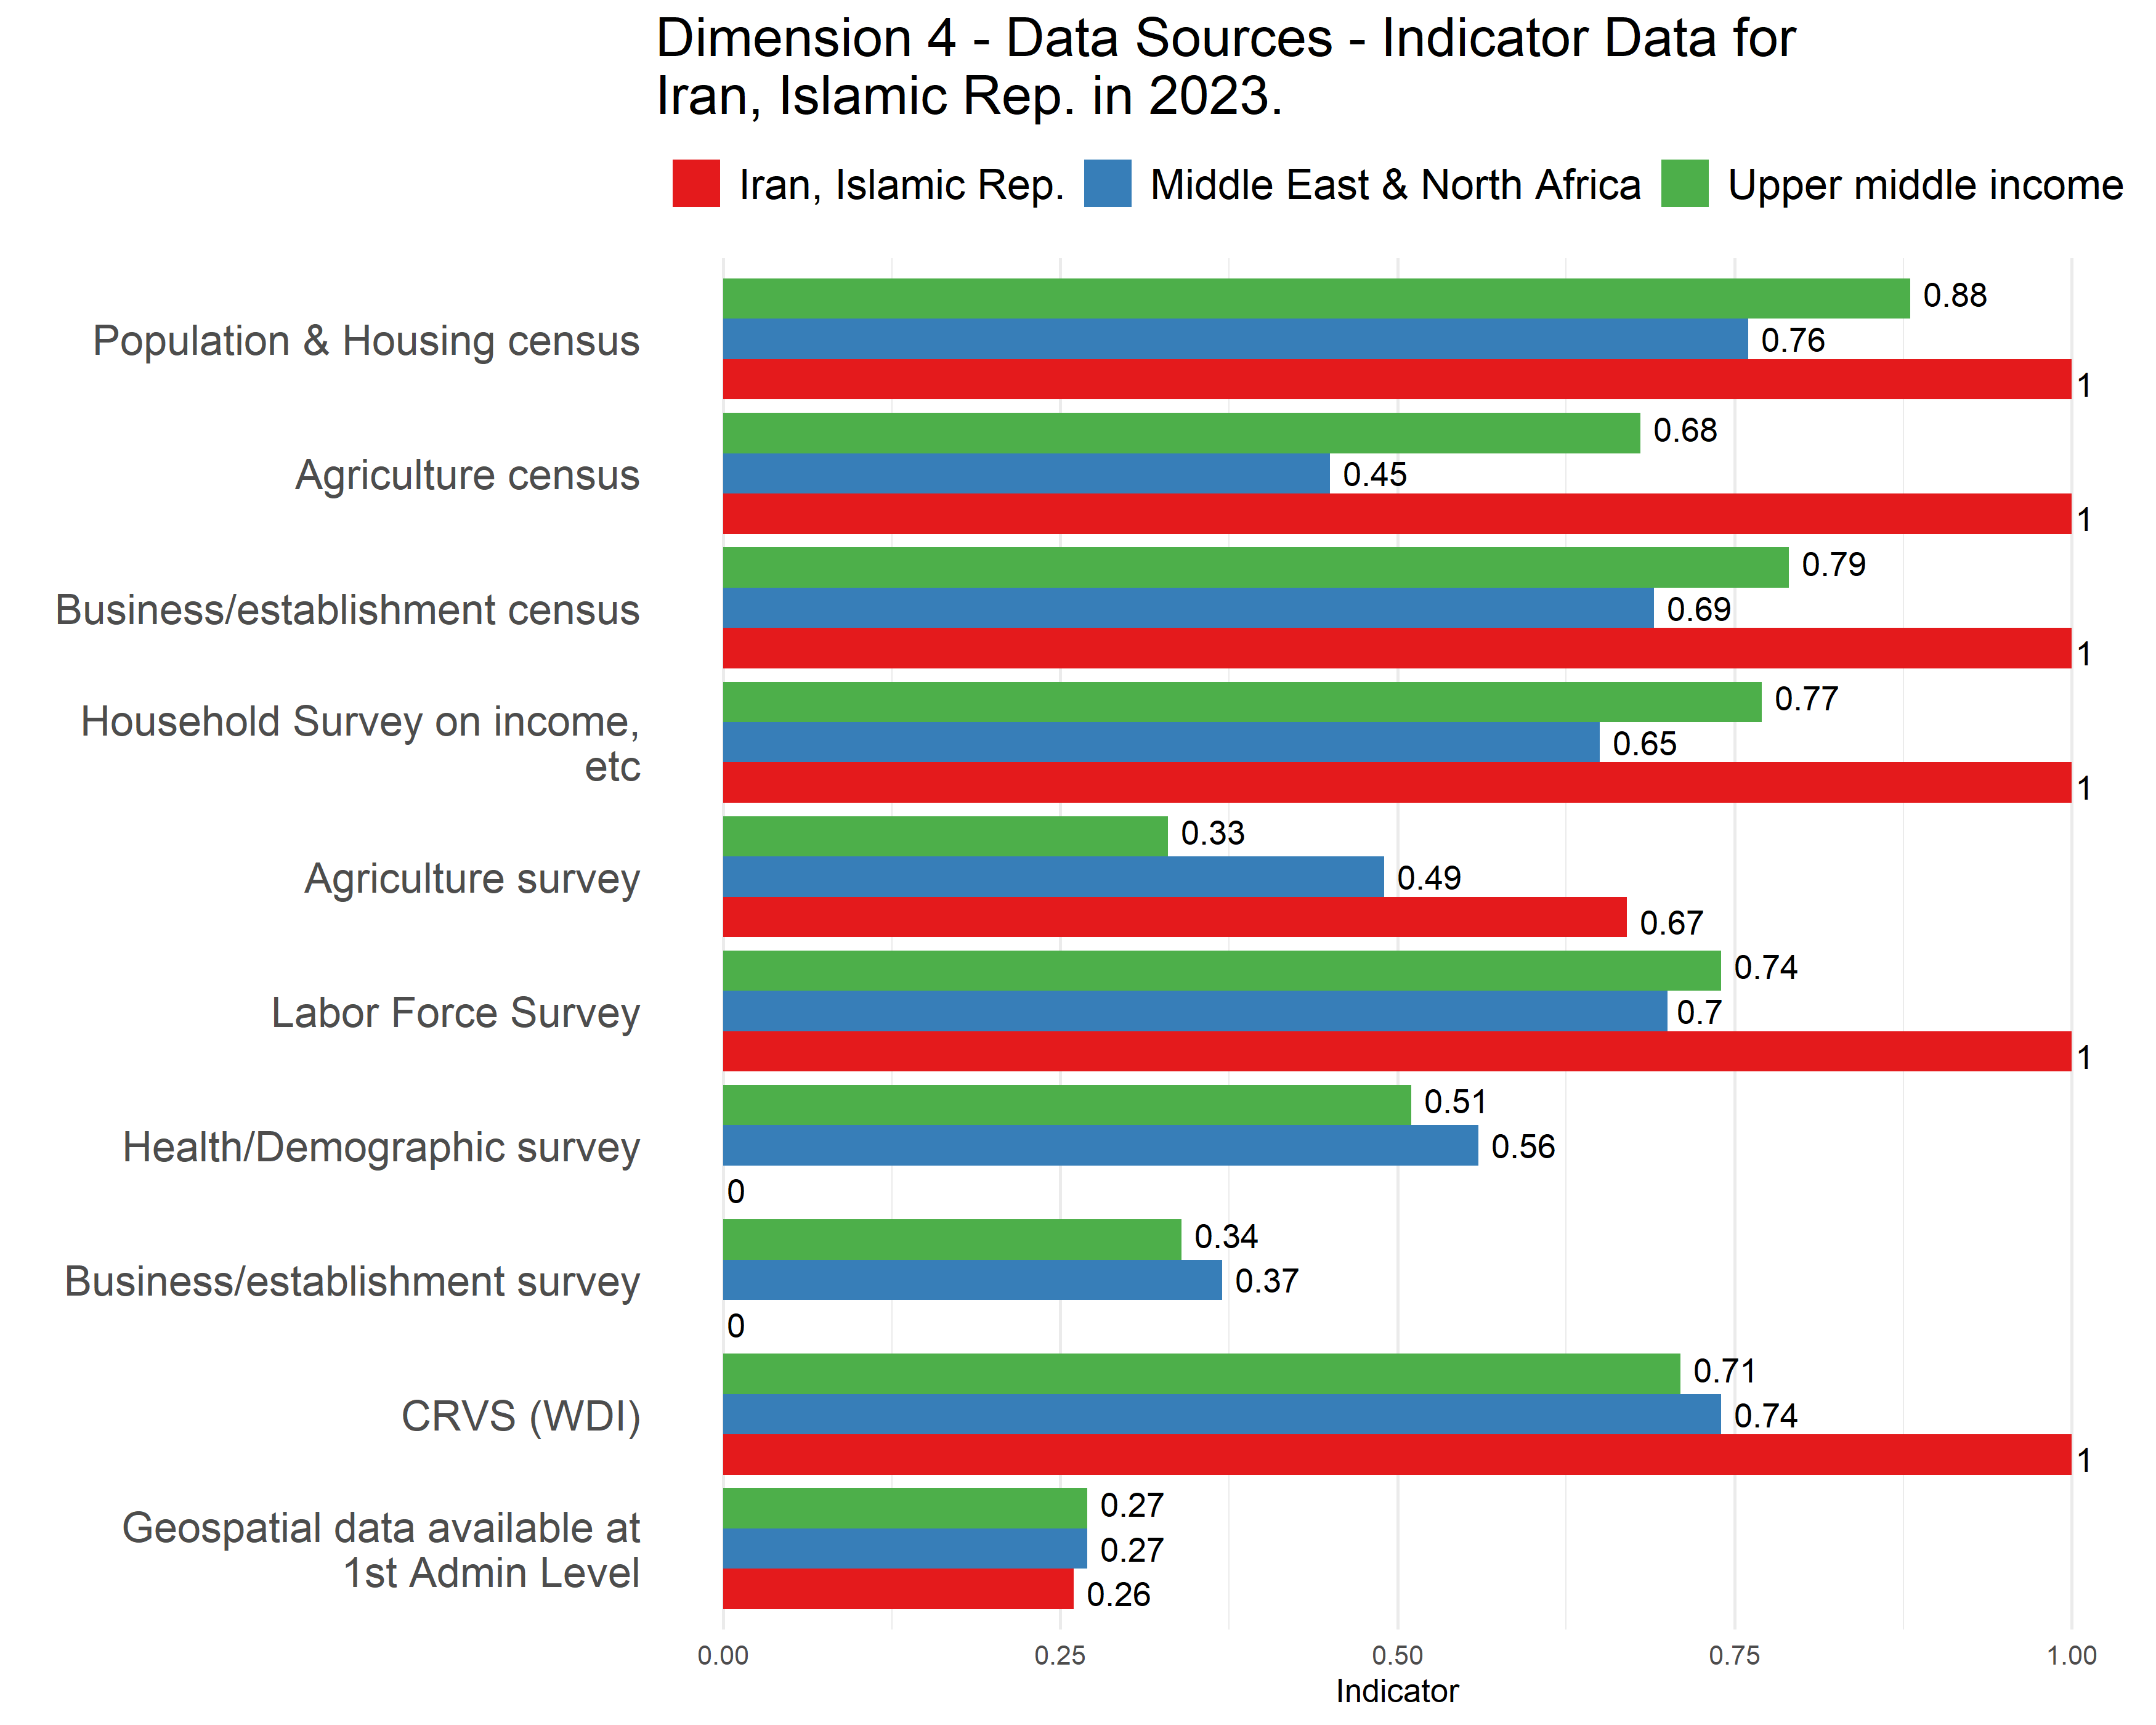 Dimension 4 - Data Sources - Indicator Data for
Iran, Islamic Rep. in 2023.
Iran, Islamic Rep. Middle East & North Africa Upper middle income
Population & Housing census
0.88
0.76
1
Agriculture census
0.68
0.45
1
Business/establishment census
0.79
0.69
1
Household Survey on income,
etc
0.77
0.65
1
Agriculture survey
0.33
0.49
0.67
Labor Force Survey
0.74
0.7
1
Health/Demographic survey
0.51
0.56
0
Business/establishment survey
0.34
0.37
0
CRVS (WDI)
0.71
0.74
1
Geospatial data available at
1st Admin Level
0.27
0.27
0.26
0.00 0.25 0.50 0.75 1.00
Indicator